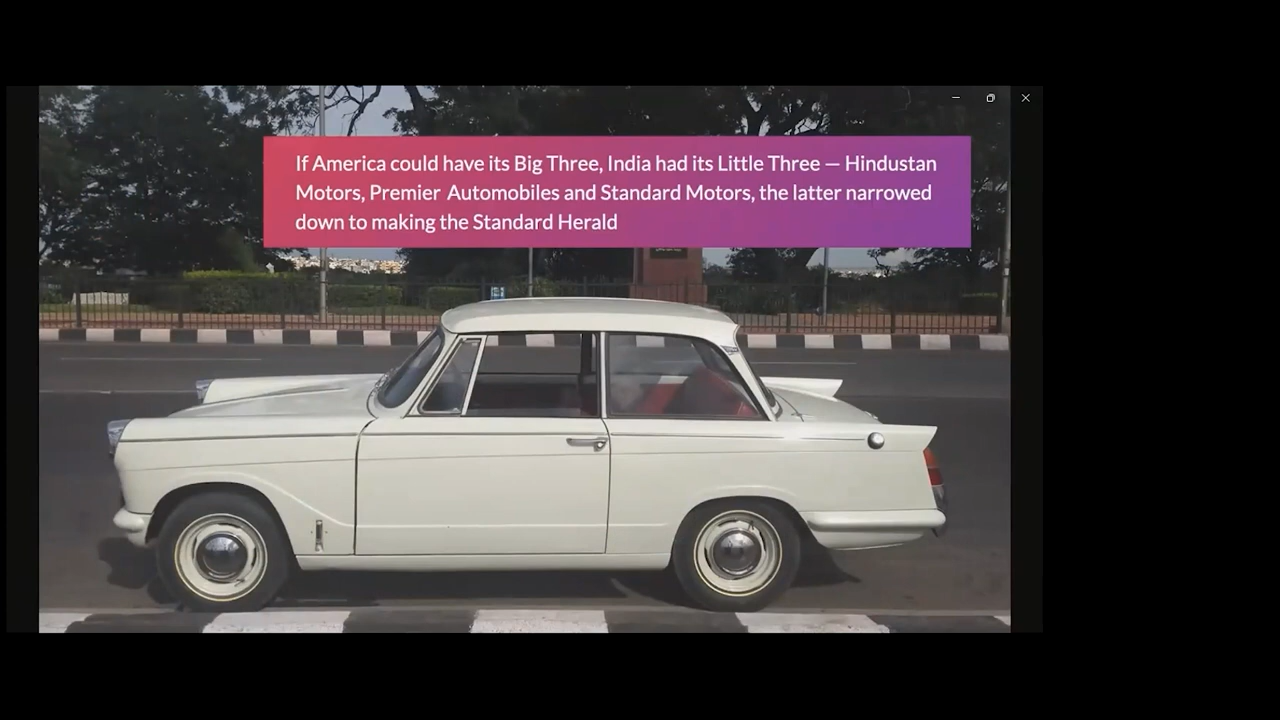 If America could have its Big Three, India had its Little Three — Hindustan
Motors, Premier Automobiles and Standard Motors, the latter narrowed
down to making the Standard Herald